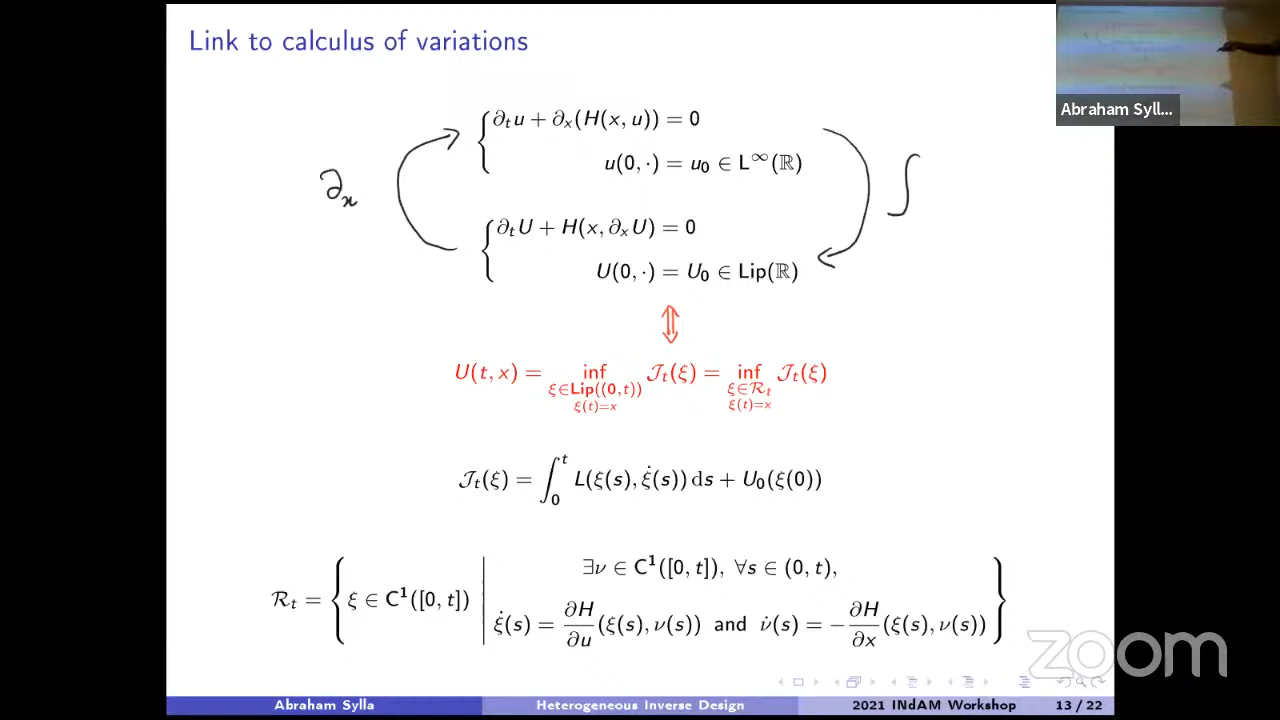 Link to calculus of variations
Abraham Syll...
∂ₜu + ∂ₓ(H(x, u)) = 0
u(0, ·) = u₀ ∈ L^∞(ℝ)
∂ₓ
∫
∂ₜU + H(x, ∂ₓU) = 0
U(0, ·) = U₀ ∈ Lip(ℝ)
⇕
U(t, x) = inf_{ξ∈Lip((0,t)) ξ(t)=x} 𝒥ₜ(ξ) = inf_{ξ∈ℛₜ ξ(t)=x} 𝒥ₜ(ξ)
𝒥ₜ(ξ) = ∫₀ᵗ L(ξ(s), ξ̇(s)) ds + U₀(ξ(0))
ℛₜ = { ξ ∈ C¹([0, t]) | ∃ν ∈ C¹([0, t]), ∀s ∈ (0, t),
ξ̇(s) = ∂H/∂u (ξ(s), ν(s)) and ν̇(s) = −∂H/∂x (ξ(s), ν(s)) }
zoom
Abraham Sylla Heterogeneous Inverse Design 2021 INdAM Workshop 13 / 22